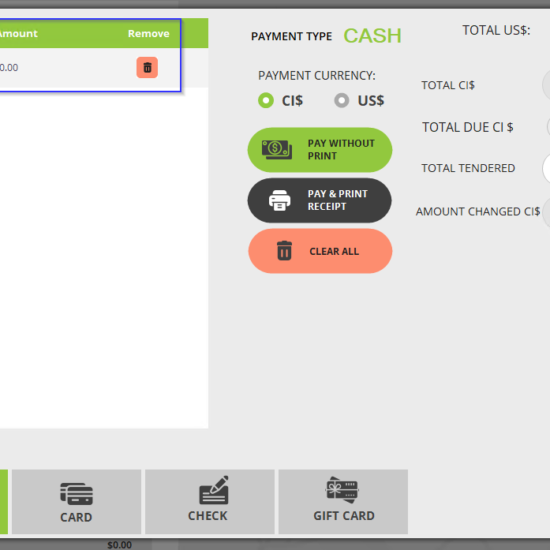 Amount Remove
0.00
PAYMENT TYPE CASH
PAYMENT CURRENCY:
CI$ US$
PAY WITHOUT
PRINT
PAY & PRINT
RECEIPT
CLEAR ALL
TOTAL US$:
TOTAL CI$
TOTAL DUE CI $
TOTAL TENDERED
AMOUNT CHANGED CI$
CARD
CHECK
GIFT CARD
$0.00